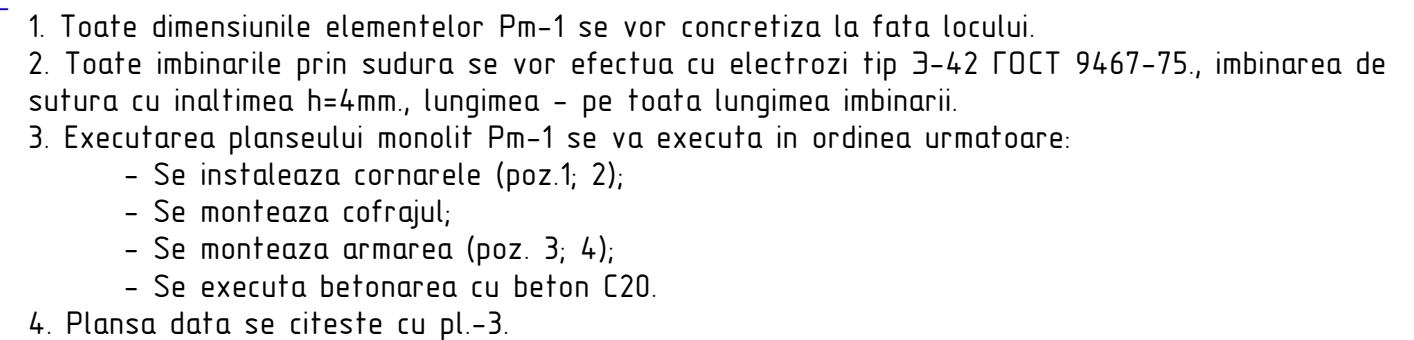 1. Toate dimensiunile elementelor Pm-1 se vor concretiza la fata locului.
2. Toate imbinarile prin sudura se vor efectua cu electrozi tip Э-42 ГОСТ 9467-75., imbinarea de
sutura cu inaltimea h=4mm., lungimea - pe toata lungimea imbinarii.
3. Executarea planseului monolit Pm-1 se va executa in ordinea urmatoare:
- Se instaleaza cornarele (poz.1; 2);
- Se monteaza cofrajul;
- Se monteaza armarea (poz. 3; 4);
- Se executa betonarea cu beton C20.
4. Plansa data se citeste cu pl.-3.